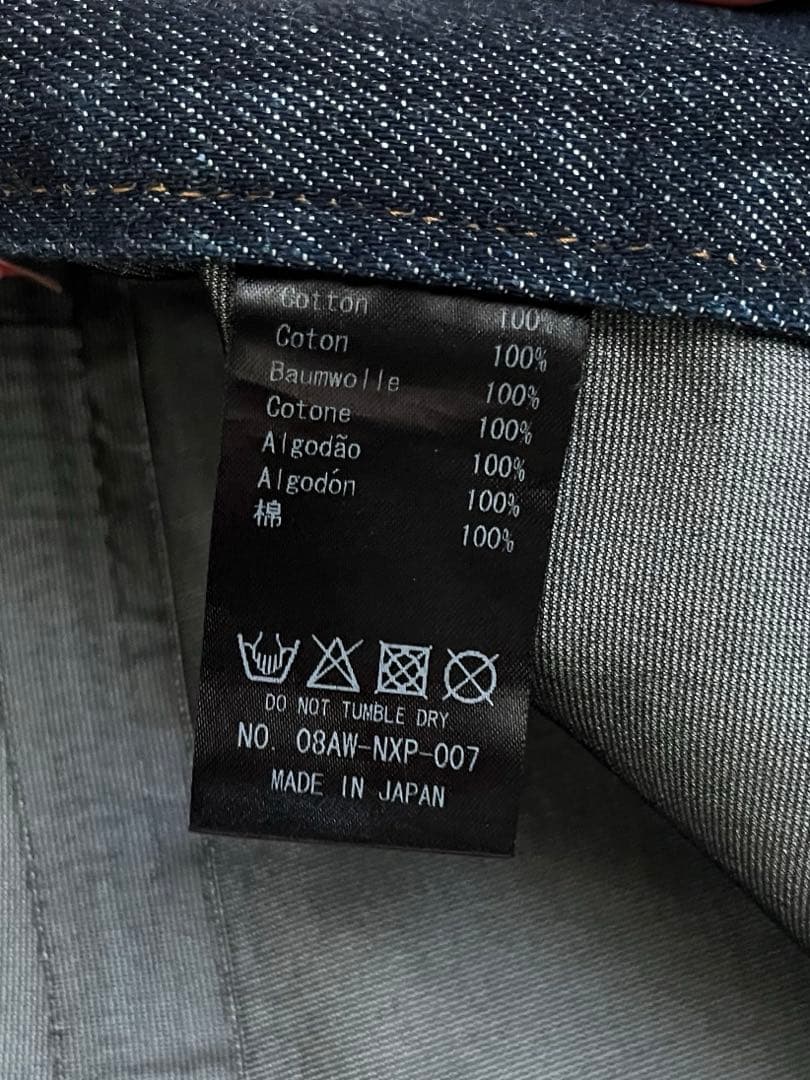 Cotton 100%
Coton 100%
Baumwolle 100%
Cotone 100%
Algodão 100%
Algodón 100%
棉 100%
DO NOT TUMBLE DRY
NO. 08AW-NXP-007
MADE IN JAPAN